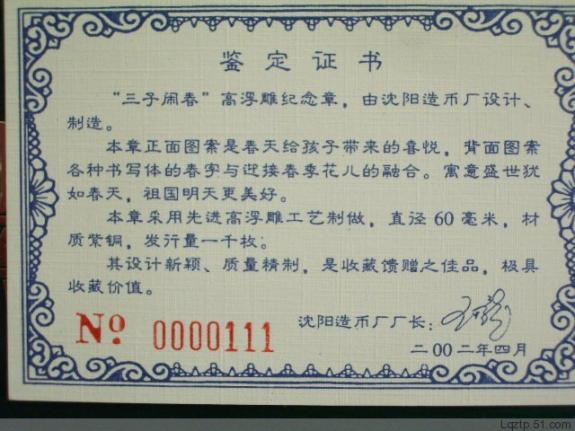 鉴定证书
“三子闹春”高浮雕纪念章，由沈阳造币厂设计、
制造。
本章正面图案是春天给孩子带来的喜悦，背面图案
各种书写体的春字与迎接春季花儿的融合。寓意盛世犹
如春天，祖国明天更美好。
本章采用先进高浮雕工艺制做，直径60毫米，材
质紫铜，发行量一千枚。
其设计新颖、质量精制，是收藏馈赠之佳品，极具
收藏价值。
沈阳造币厂厂长：
Nº 0000111
二00二年四月
Lqztp.51.com